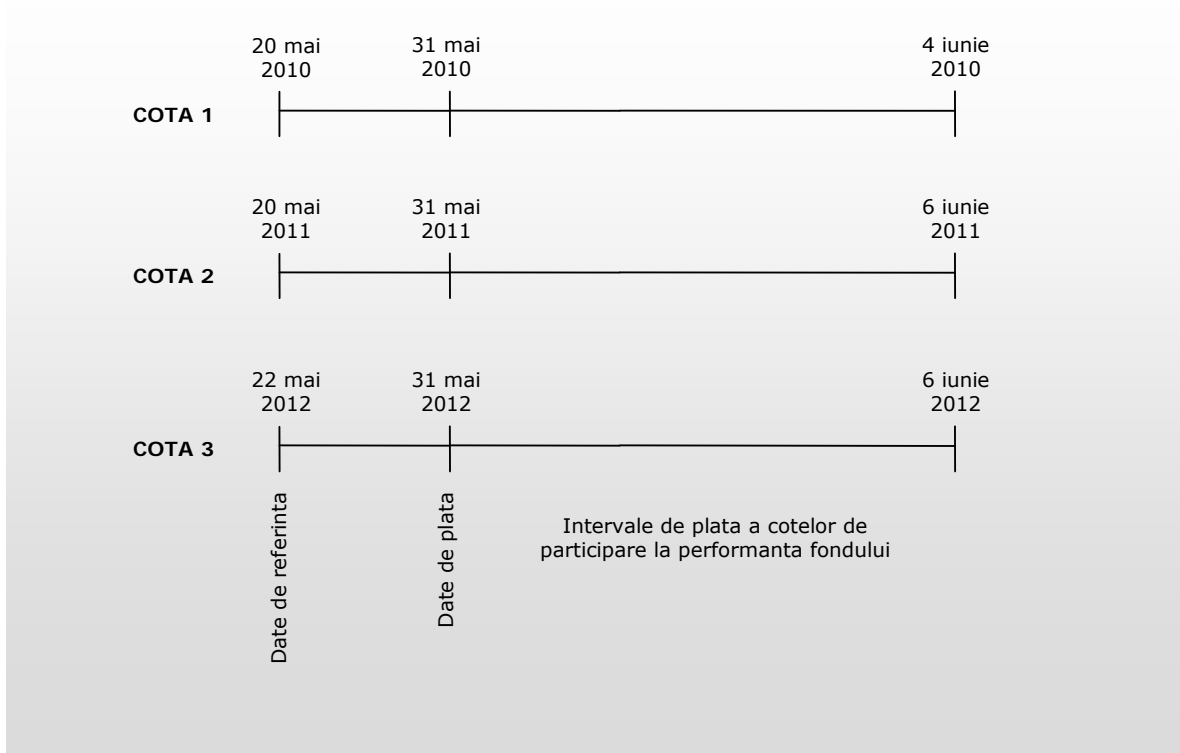 20 mai
2010
31 mai
2010
4 iunie
2010
COTA 1
20 mai
2011
31 mai
2011
6 iunie
2011
COTA 2
22 mai
2012
31 mai
2012
6 iunie
2012
COTA 3
Date de referinta
Date de plata
Intervale de plata a cotelor de
participare la performanta fondului